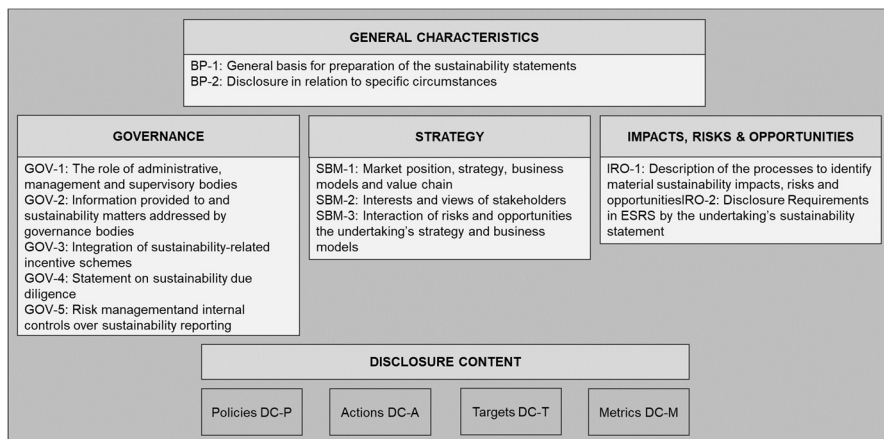 GENERAL CHARACTERISTICS
BP-1: General basis for preparation of the sustainability statements
BP-2: Disclosure in relation to specific circumstances
GOVERNANCE
GOV-1: The role of administrative,
management and supervisory bodies
GOV-2: Information provided to and
sustainability matters addressed by
governance bodies
GOV-3: Integration of sustainability-related
incentive schemes
GOV-4: Statement on sustainability due
diligence
GOV-5: Risk managementand internal
controls over sustainability reporting
STRATEGY
SBM-1: Market position, strategy, business
models and value chain
SBM-2: Interests and views of stakeholders
SBM-3: Interaction of risks and opportunities
the undertaking's strategy and business
models
IMPACTS, RISKS & OPPORTUNITIES
IRO-1: Description of the processes to identify
material sustainability impacts, risks and
opportunitiesIRO-2: Disclosure Requirements
in ESRS by the undertaking's sustainability
statement
DISCLOSURE CONTENT
Policies DC-P
Actions DC-A
Targets DC-T
Metrics DC-M